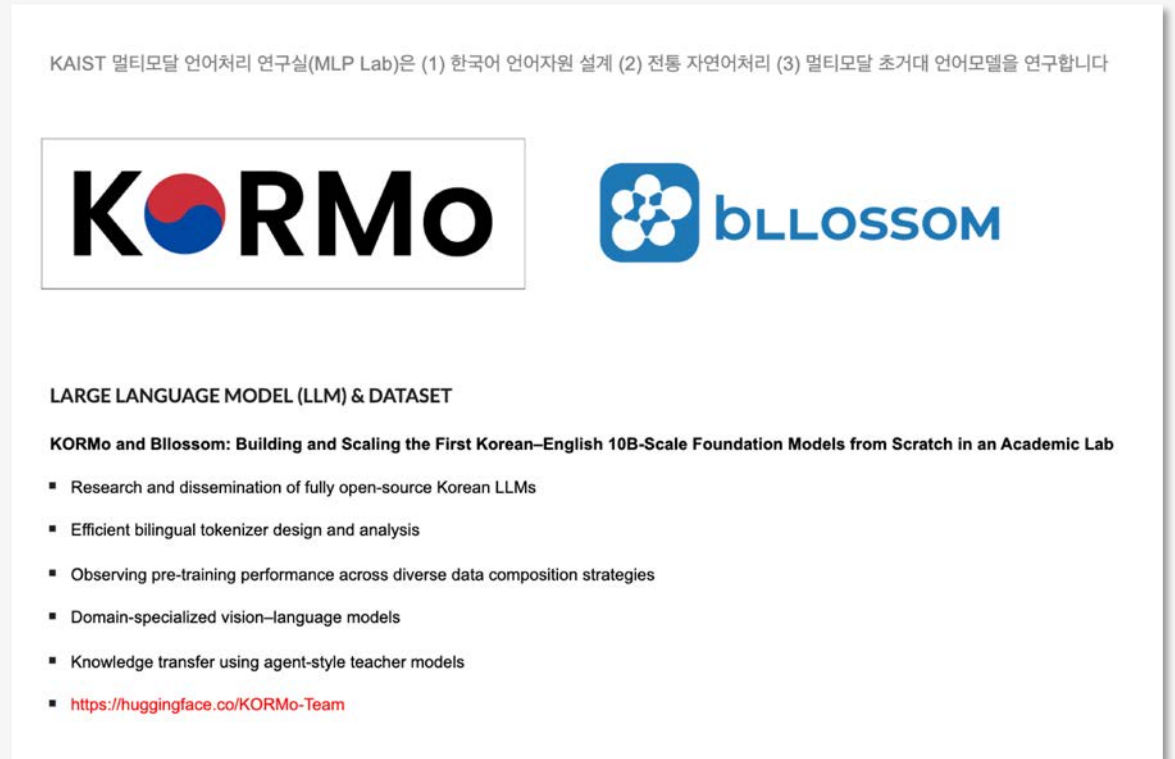 KAIST 멀티모달 언어처리 연구실(MLP Lab)은 (1) 한국어 언어자원 설계 (2) 전통 자연어처리 (3) 멀티모달 초거대 언어모델을 연구합니다
KORMo
bLLOSSOM
LARGE LANGUAGE MODEL (LLM) & DATASET
KORMo and Bllossom: Building and Scaling the First Korean–English 10B-Scale Foundation Models from Scratch in an Academic Lab
▪ Research and dissemination of fully open-source Korean LLMs
▪ Efficient bilingual tokenizer design and analysis
▪ Observing pre-training performance across diverse data composition strategies
▪ Domain-specialized vision–language models
▪ Knowledge transfer using agent-style teacher models
▪ https://huggingface.co/KORMo-Team